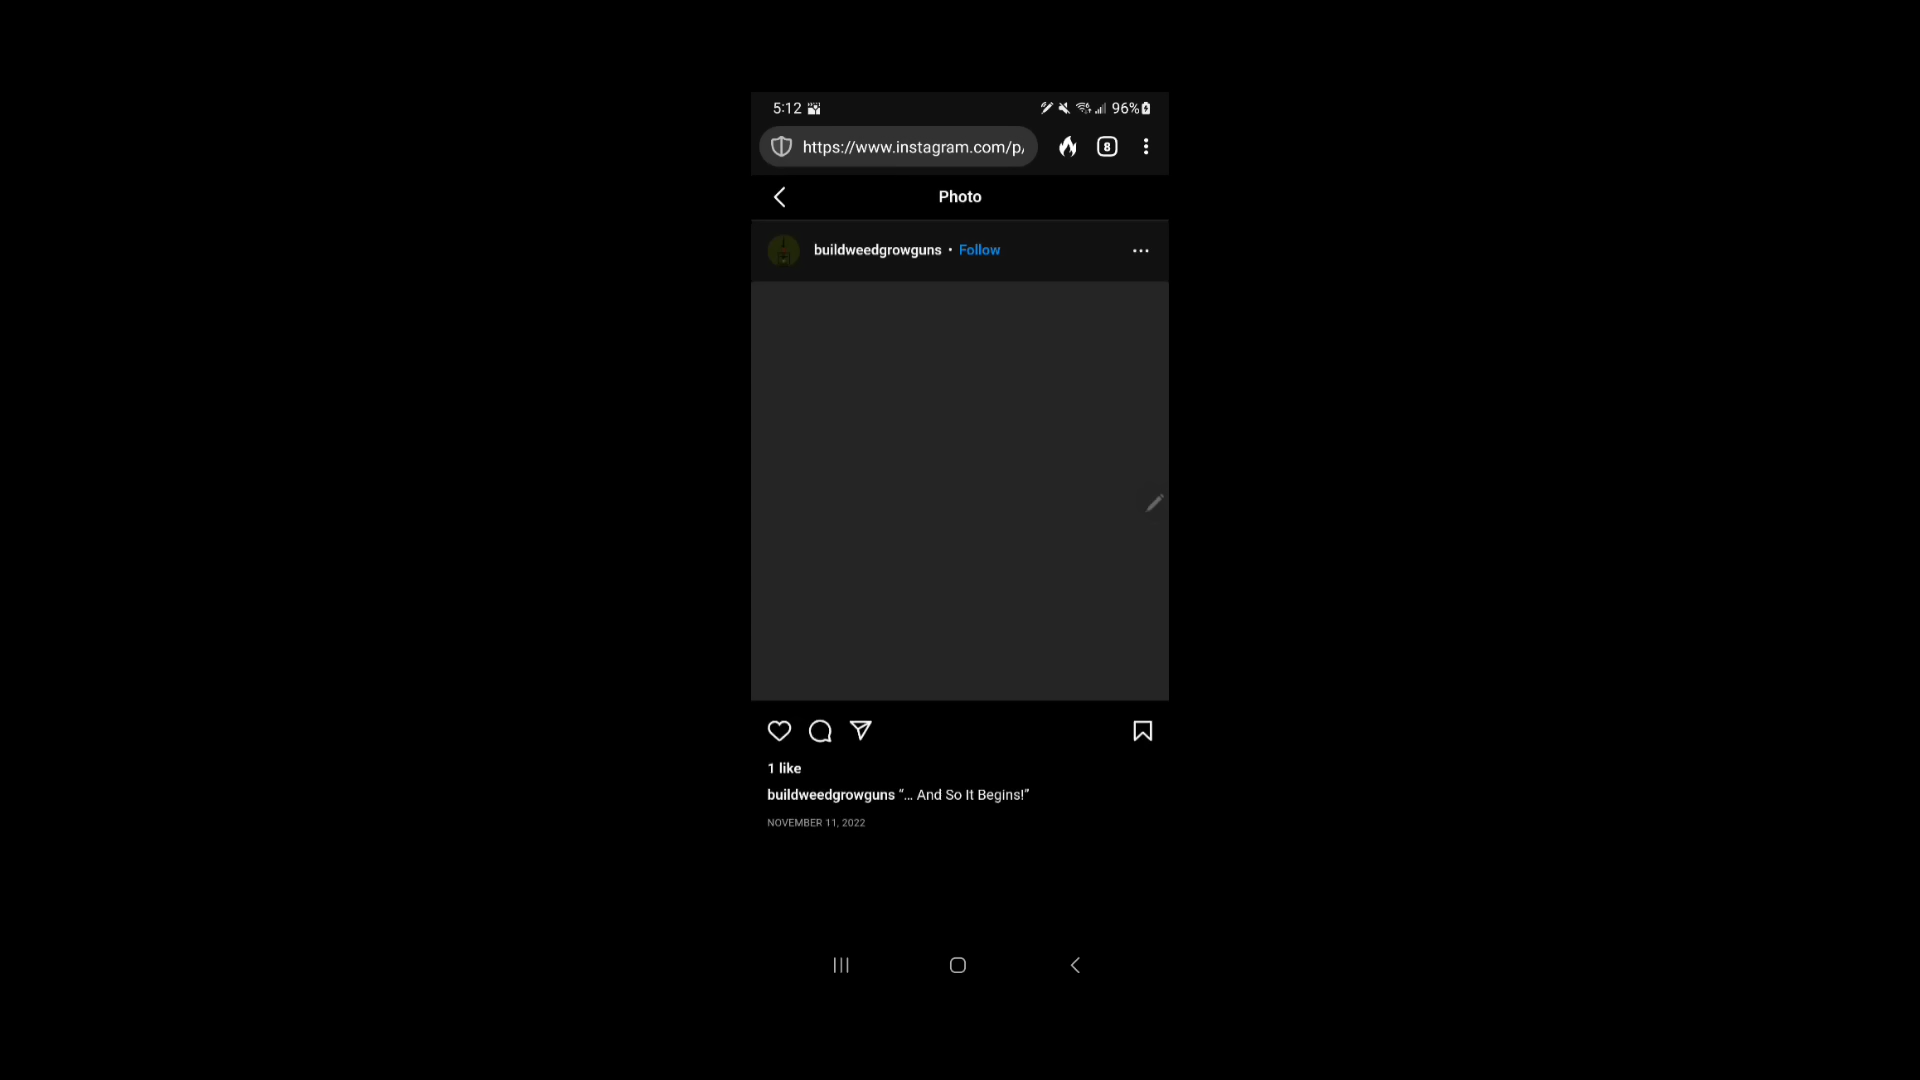 5:12 96%
https://www.instagram.com/p/ 8
Photo
buildweedgrowguns • Follow
1 like
buildweedgrowguns “... And So It Begins!”
NOVEMBER 11, 2022